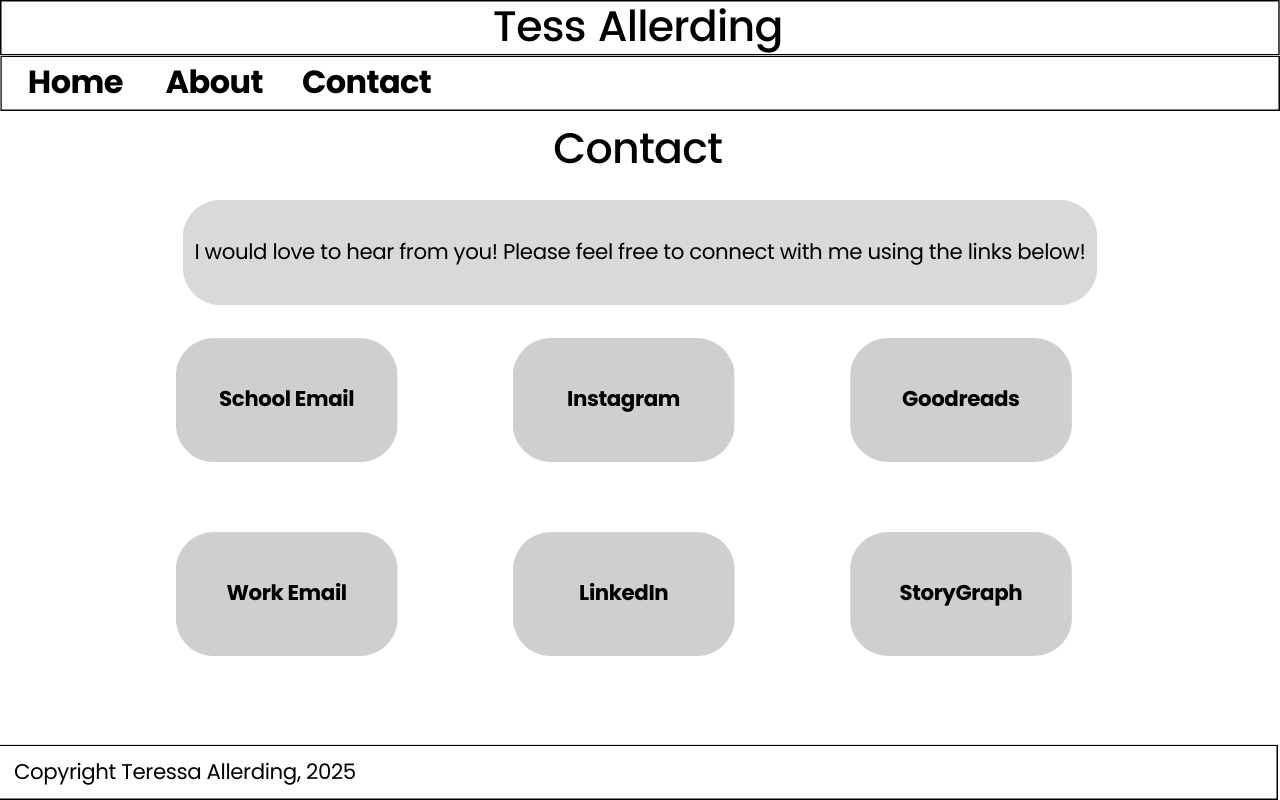 Tess Allerding
Home About Contact
Contact
I would love to hear from you! Please feel free to connect with me using the links below!
School Email Instagram Goodreads
Work Email LinkedIn StoryGraph
Copyright Teressa Allerding, 2025